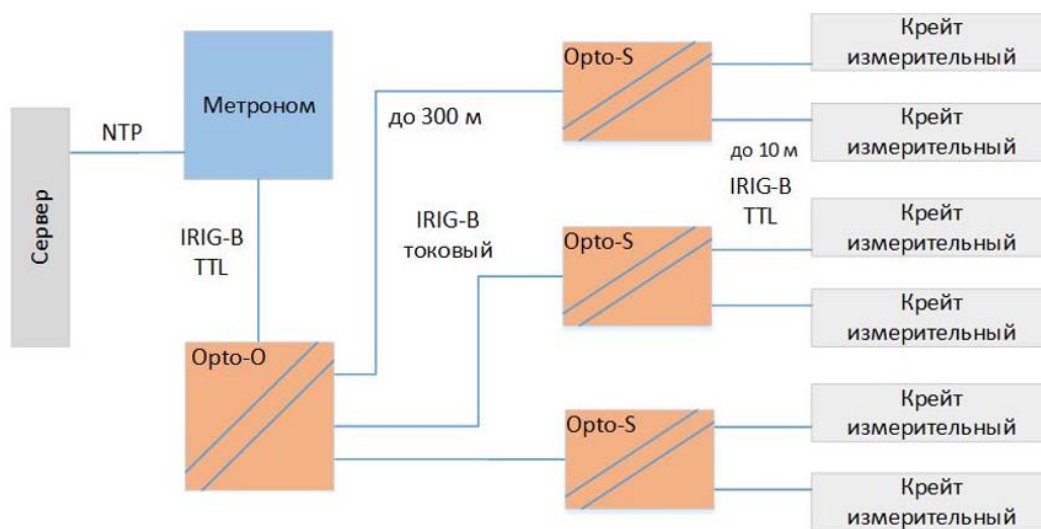 Сервер
NTP
Метроном
IRIG-B
TTL
Opto-O
до 300 м
IRIG-B
токовый
Opto-S
Opto-S
Opto-S
до 10 м
IRIG-B
TTL
Крейт
измерительный
Крейт
измерительный
Крейт
измерительный
Крейт
измерительный
Крейт
измерительный
Крейт
измерительный